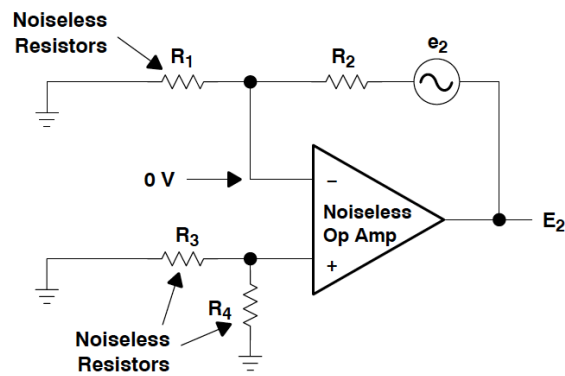 Noiseless
Resistors
R1
R2
e2
0 V
−
Noiseless
Op Amp
+
E2
R3
R4
Noiseless
Resistors